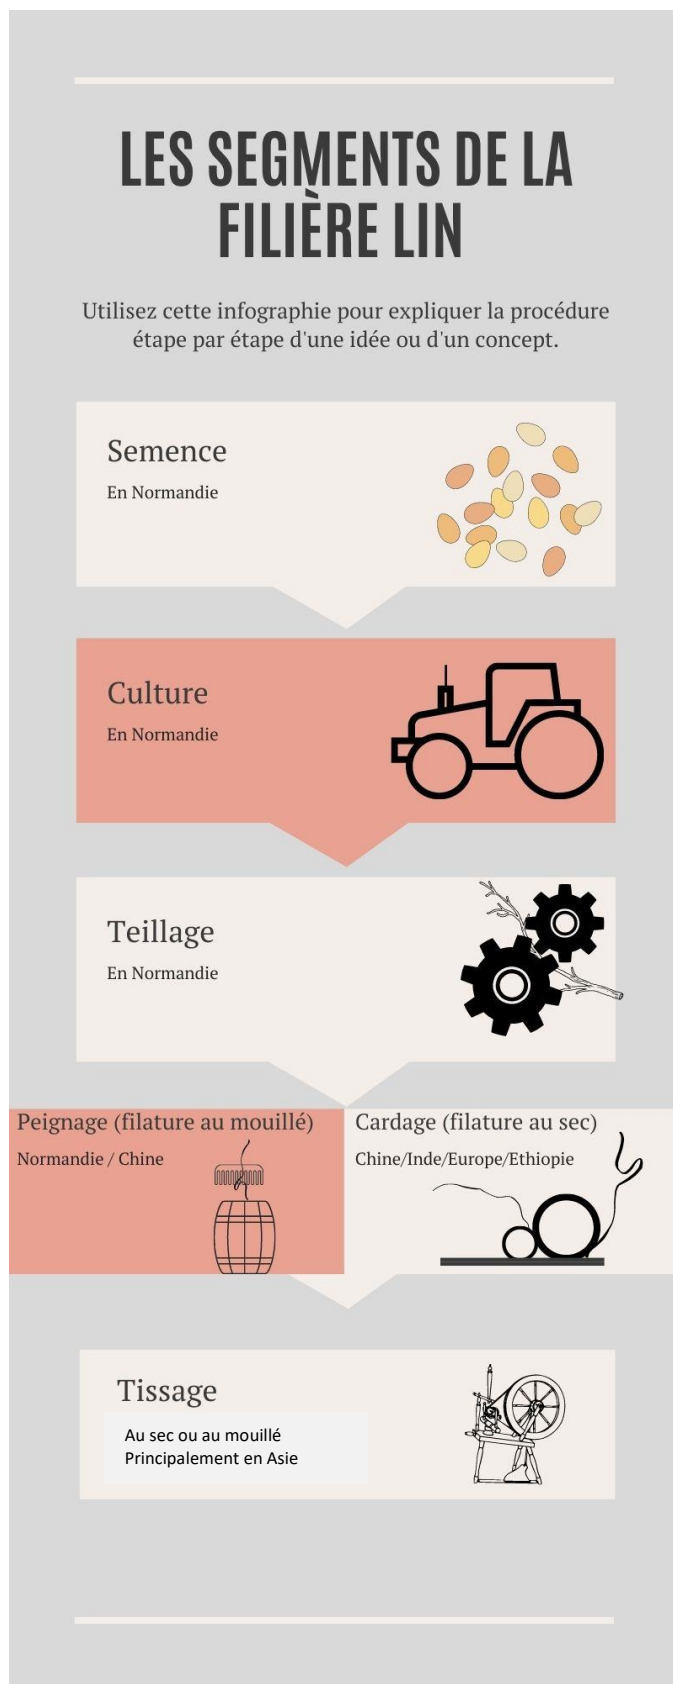 LES SEGMENTS DE LA
FILIÈRE LIN
Utilisez cette infographie pour expliquer la procédure
étape par étape d'une idée ou d'un concept.
Semence
En Normandie
Culture
En Normandie
Teillage
En Normandie
Peignage (filature au mouillé)
Normandie / Chine
Cardage (filature au sec)
Chine/Inde/Europe/Ethiopie
Tissage
Au sec ou au mouillé
Principalement en Asie